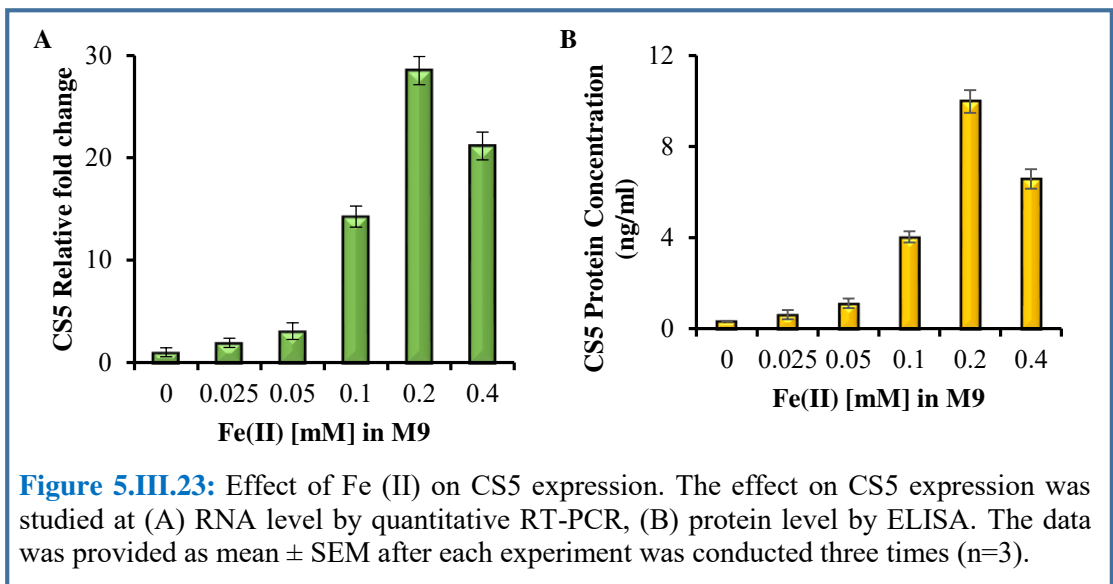 A
CS5 Relative fold change
30
20
10
0
0 0.025 0.05 0.1 0.2 0.4
Fe(II) [mM] in M9
B
CS5 Protein Concentration
(ng/ml)
12
8
4
0
0 0.025 0.05 0.1 0.2 0.4
Fe(II) [mM] in M9
Figure 5.III.23: Effect of Fe (II) on CS5 expression. The effect on CS5 expression was
studied at (A) RNA level by quantitative RT-PCR, (B) protein level by ELISA. The data
was provided as mean ± SEM after each experiment was conducted three times (n=3).